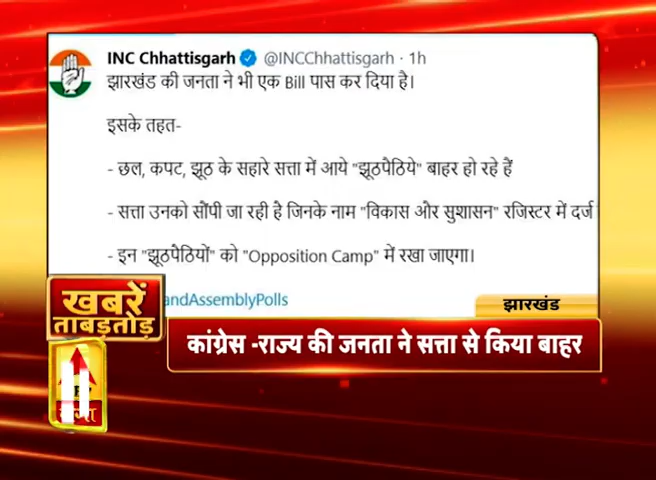 INC Chhattisgarh @INCChhattisgarh · 1h
झारखंड की जनता ने भी एक Bill पास कर दिया है।
इसके तहत-
- छल, कपट, झूठ के सहारे सत्ता में आये "झूठपैठिये" बाहर हो रहे हैं
- सत्ता उनको सौंपी जा रही है जिनके नाम "विकास और सुशासन" रजिस्टर में दर्ज
- इन "झूठपैठियों" को "Opposition Camp" में रखा जाएगा।
andAssemblyPolls
खबरें
ताबड़तोड़
झारखंड
कांग्रेस -राज्य की जनता ने सत्ता से किया बाहर